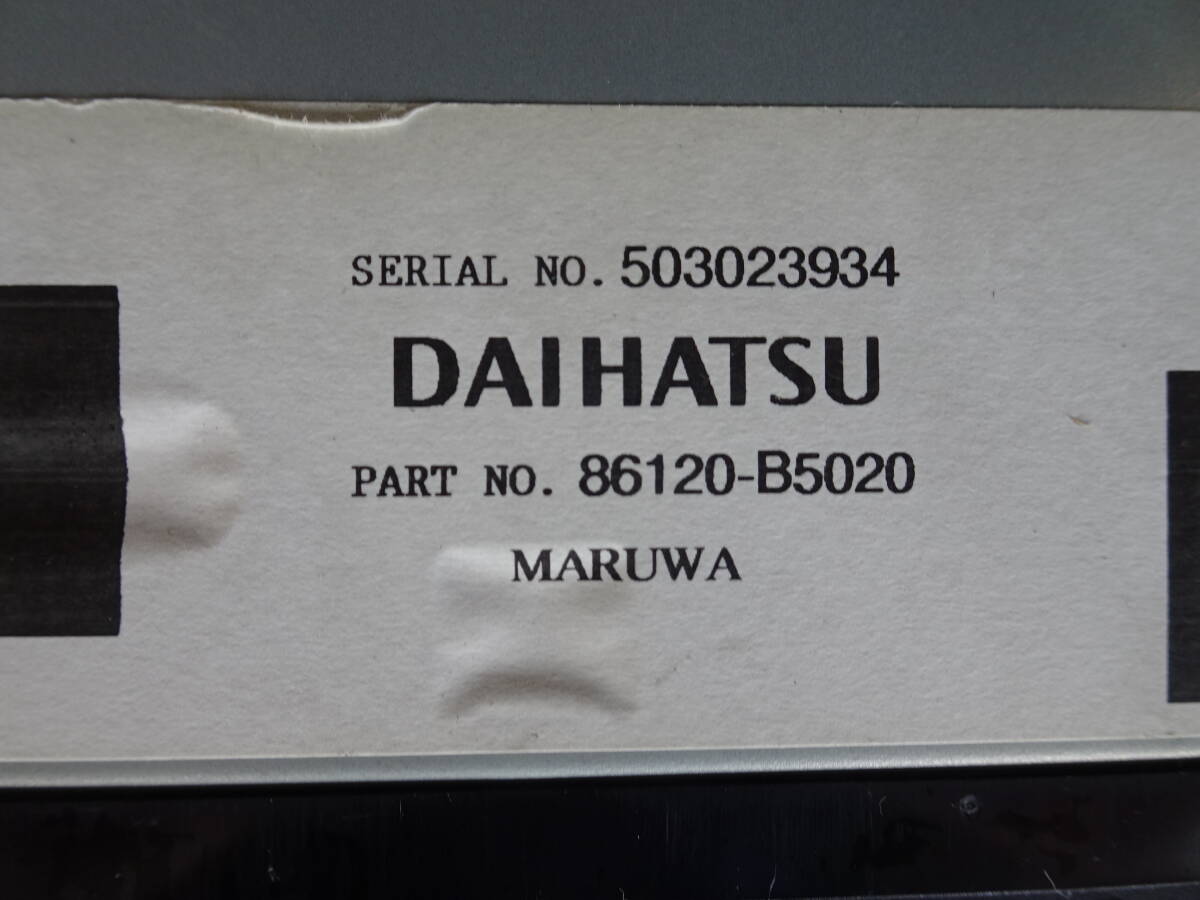 SERIAL NO. 503023934
DAIHATSU
PART NO. 86120-B5020
MARUWA